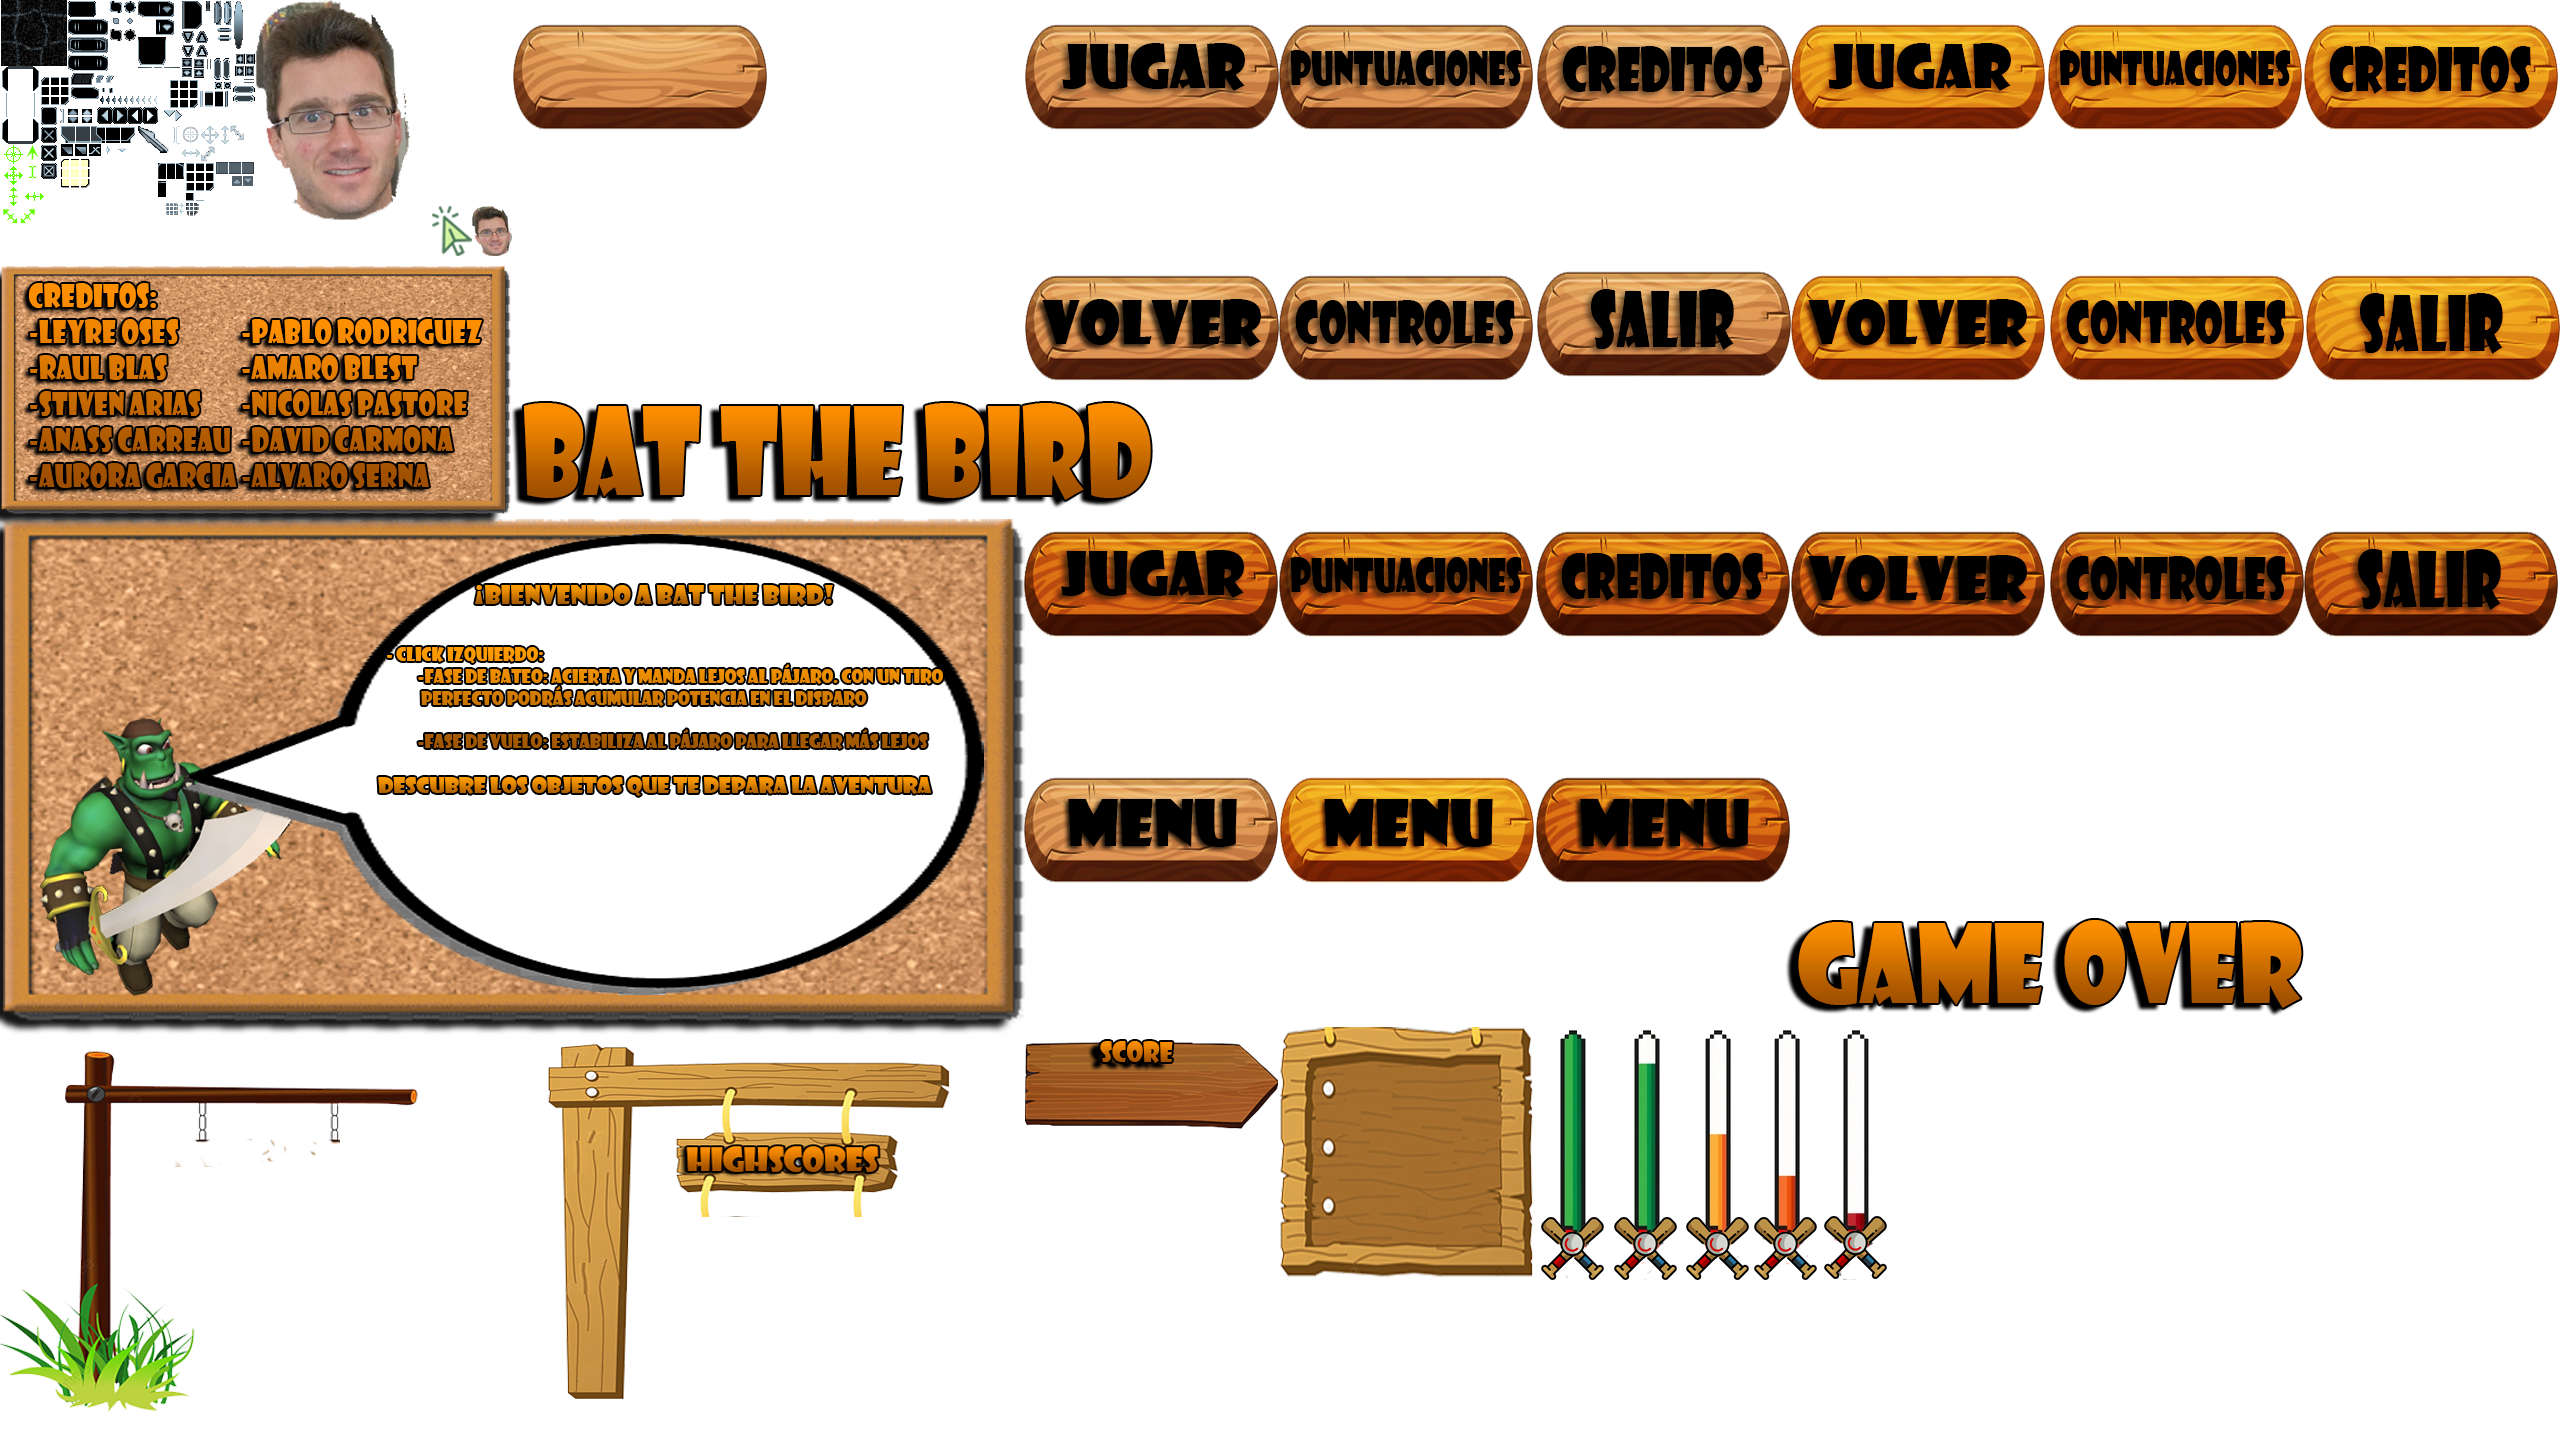 JUGAR
PUNTUACIONES
CREDITOS
JUGAR
PUNTUACIONES
CREDITOS
CREDITOS:
-LEYRE OSES
-PABLO RODRIGUEZ
-RAUL BLAS
-AMARO BLEST
-STIVEN ARIAS
-NICOLAS PASTORE
-ANASS CARREAU
-DAVID CARMONA
-AURORA GARCIA
-ALVARO SERNA
VOLVER
CONTROLES
SALIR
VOLVER
CONTROLES
SALIR
BAT THE BIRD
¡BIENVENIDO A BAT THE BIRD!
- CLICK IZQUIERDO:
-FASE DE BATEO: ACIERTA Y MANDA LEJOS AL PÁJARO. CON UN TIRO
PERFECTO PODRÁS ACUMULAR POTENCIA EN EL DISPARO
-FASE DE VUELO: ESTABILIZA AL PÁJARO PARA LLEGAR MÁS LEJOS
DESCUBRE LOS OBJETOS QUE TE DEPARA LA AVENTURA
JUGAR
PUNTUACIONES
CREDITOS
VOLVER
CONTROLES
SALIR
MENU
MENU
MENU
GAME OVER
HIGHSCORES
SCORE